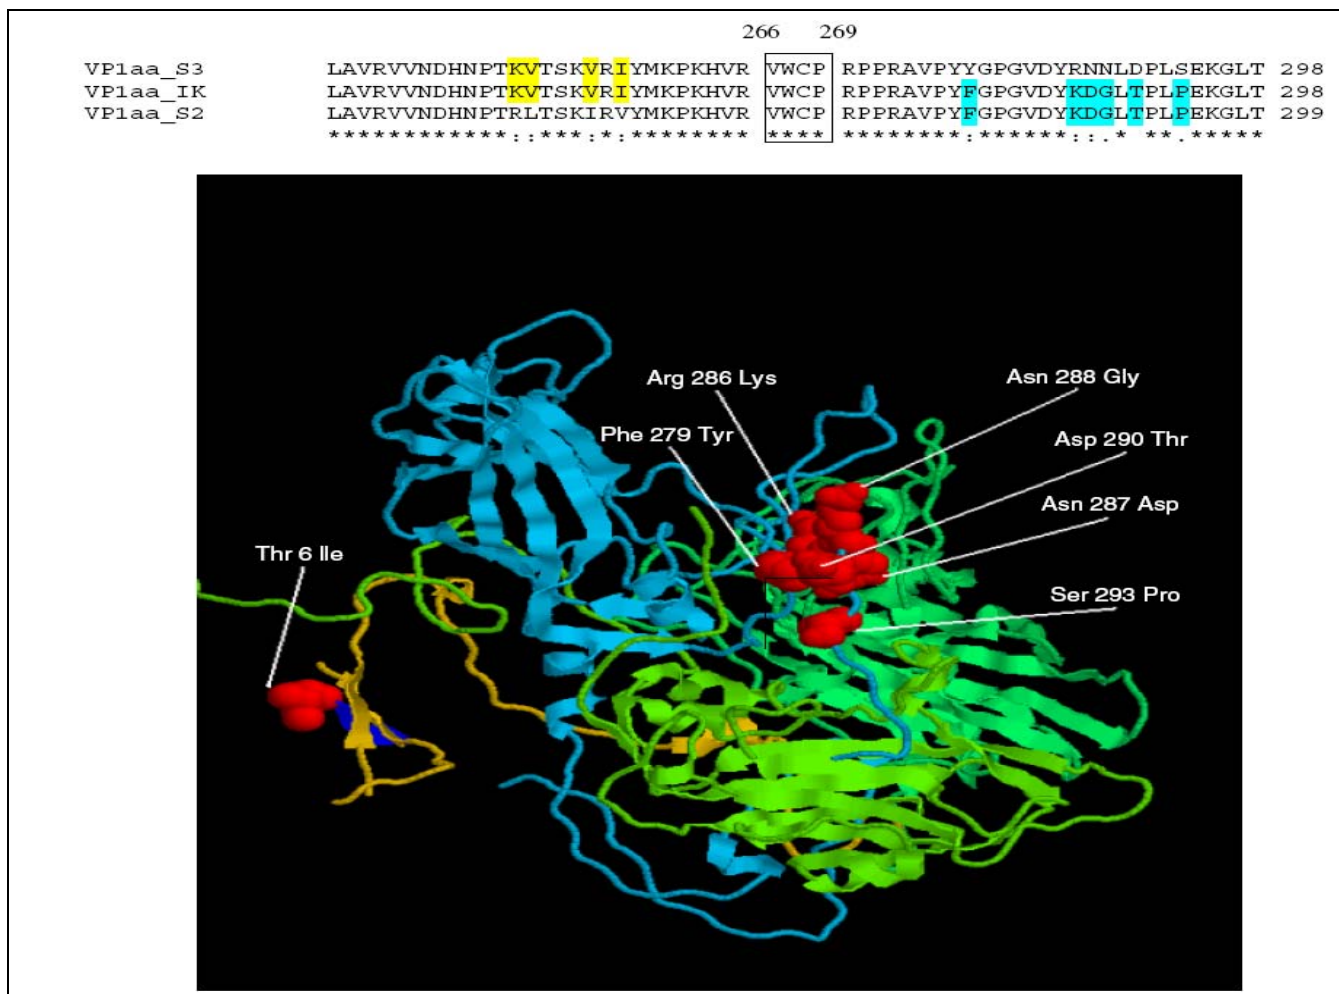 266 269
VP1aa_S3 LAVRVVNDHNPTKVTSKVRIYMKPKHVR VWCP RPPRAVPYYGPGVDYRNNLDPLSEKGLT 298
VP1aa_IK LAVRVVNDHNPTKVTSKVRIYMKPKHVR VWCP RPPRAVPYFGPGVDYKDGLTPLPEKGLT 298
VP1aa_S2 LAVRVVNDHNPTRLTSKIRVYMKPKHVR VWCP RPPRAVPYFGPGVDYKDGLTPLPEKGLT 299
************::***:*:******** **** ********:******::.* **.*****
Arg 286 Lys
Asn 288 Gly
Phe 279 Tyr
Asp 290 Thr
Asn 287 Asp
Thr 6 Ile
Ser 293 Pro